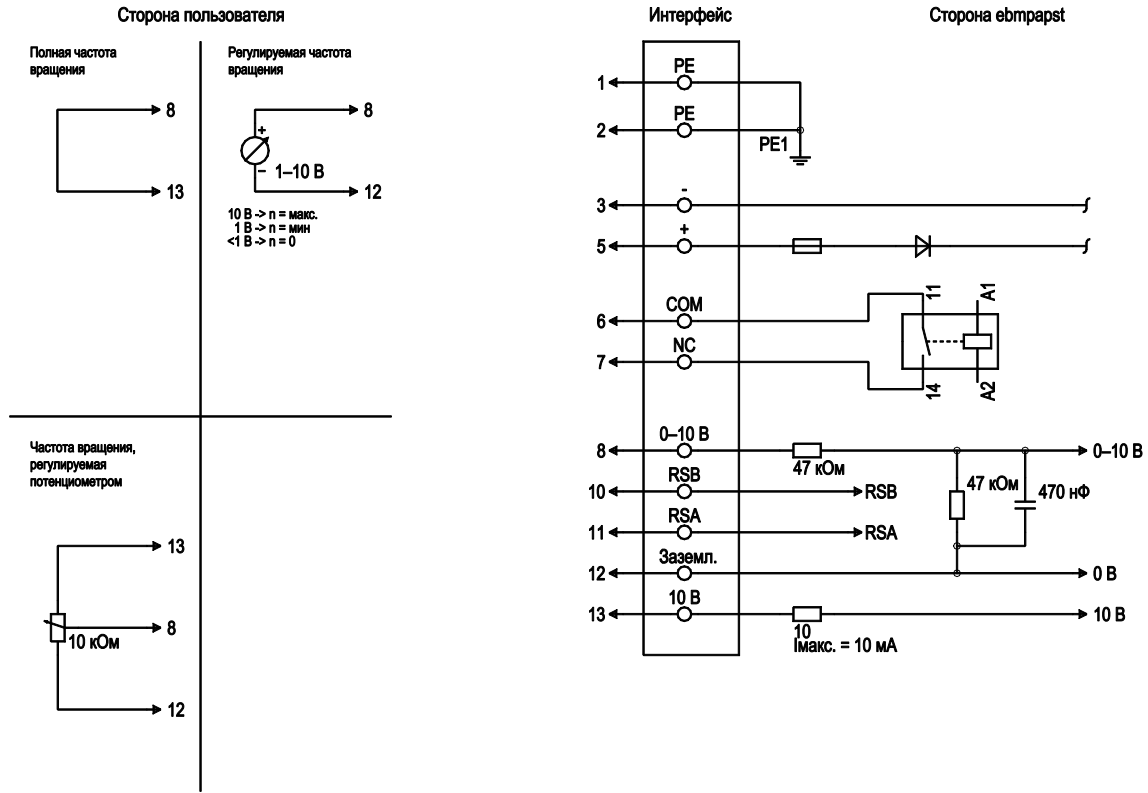 Сторона пользователя
Полная частота
вращения
8
13
Регулируемая частота
вращения
8
+
–
1–10 В
12
10 В -> n = макс.
1 В -> n = мин
<1 В -> n = 0
Частота вращения,
регулируемая
потенциометром
13
8
10 кОм
12
Интерфейс
Сторона ebmpapst
1
PE
2
PE
PE1
3
-
5
+
6
COM
7
NC
11
A1
14
A2
8
0–10 В
47 кОм
0–10 В
10
RSB
RSB
47 кОм
470 нФ
11
RSA
RSA
12
Заземл.
0 В
13
10 В
10
Iмакс. = 10 мА
10 В